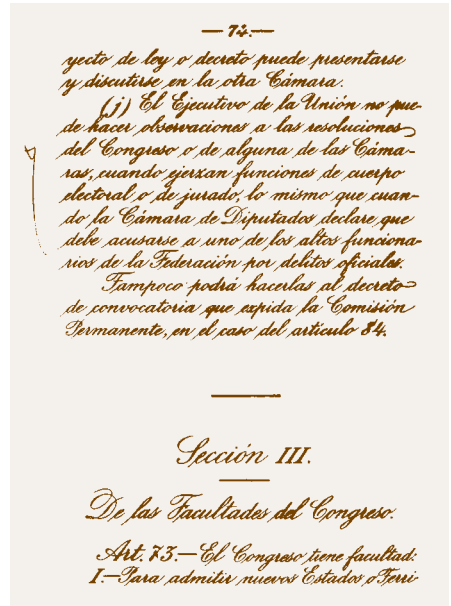 — 74.—
yecto de ley o decreto puede presentarse
y discutirse en la otra Cámara.
(j) El Ejecutivo de la Unión no pue-
de hacer observaciones a las resoluciones
del Congreso o de alguna de las Cáma-
ras, cuando ejerzan funciones de cuerpo
electoral o de jurado, lo mismo que cuan-
do la Cámara de Diputados declare que
debe acusarse a uno de los altos funciona-
rios de la Federación por delitos oficiales.
Tampoco podrá hacerlas al decreto
de convocatoria que expida la Comisión
Permanente, en el caso del artículo 84.
Sección III.
De las Facultades del Congreso.
Art. 73.—El Congreso tiene facultad:
I.—Para admitir nuevos Estados o Terri-